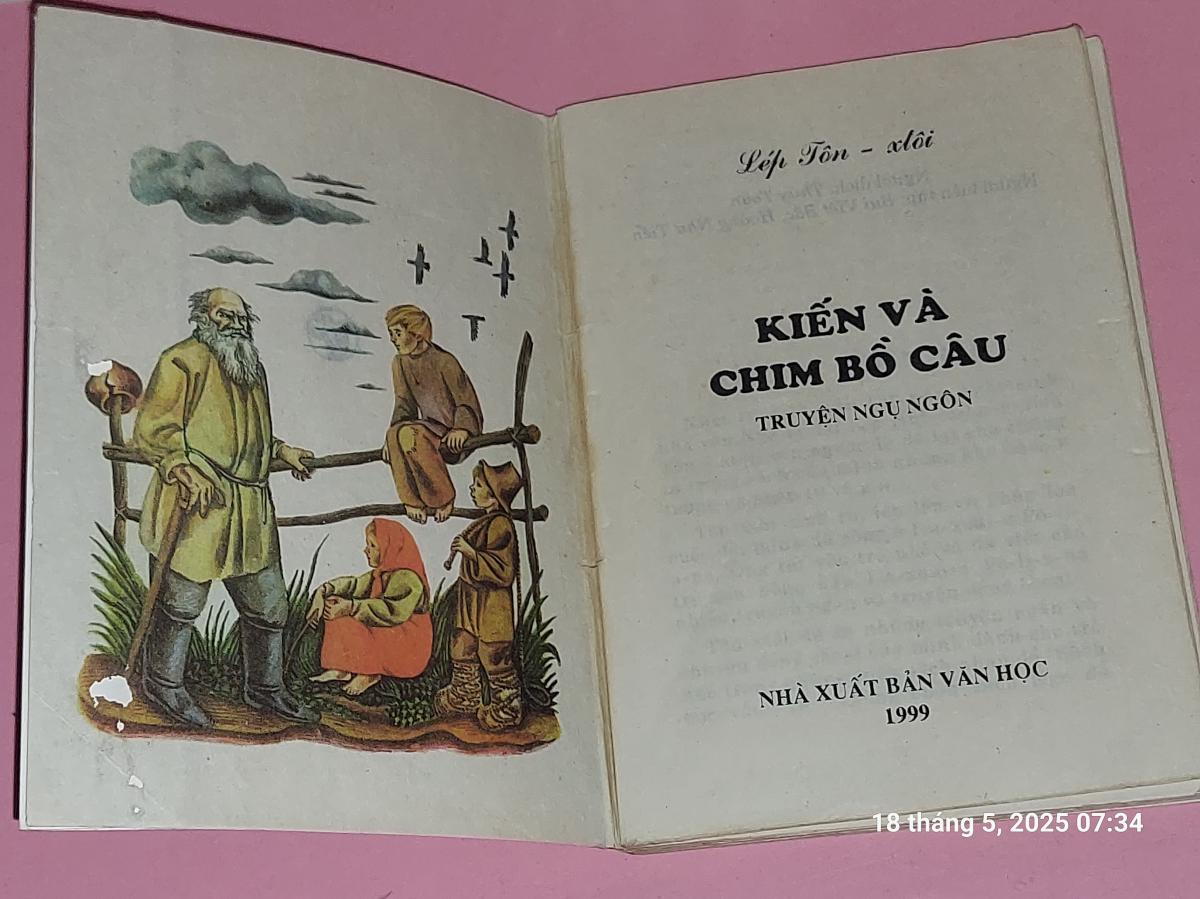 Lép Tôn - xtôi
KIẾN VÀ
CHIM BỒ CÂU
TRUYỆN NGỤ NGÔN
NHÀ XUẤT BẢN VĂN HỌC
1999
18 tháng 5, 2025 07:34